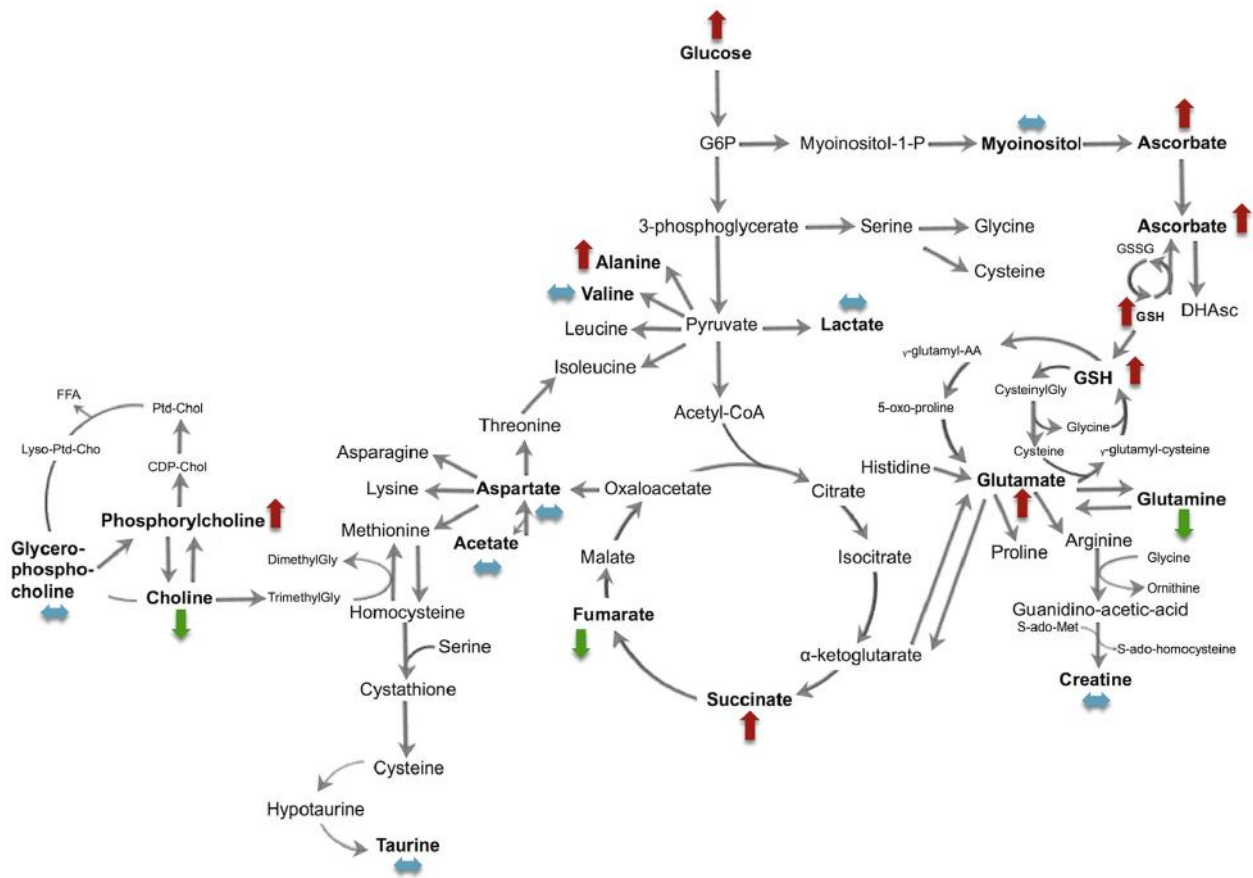 Glucose
G6P
Myoinositol-1-P
Myoinositol
Ascorbate
3-phosphoglycerate
Serine
Glycine
Ascorbate
GSSG
Cysteine
Alanine
Valine
GSH
DHAsc
Leucine
Pyruvate
Lactate
Isoleucine
γ-glutamyl-AA
GSH
CysteinylGly
FFA
Ptd-Chol
Acetyl-CoA
5-oxo-proline
Threonine
Glycine
Lyso-Ptd-Cho
Asparagine
Cysteine
γ-glutamyl-cysteine
CDP-Chol
Histidine
Lysine
Aspartate
Oxaloacetate
Citrate
Glutamate
Glutamine
Phosphorylcholine
Methionine
Acetate
Proline
Arginine
Glycero-
phospho-
choline
DimethylGly
Malate
Isocitrate
Glycine
Ornithine
Choline
TrimethylGly
Homocysteine
Fumarate
Guanidino-acetic-acid
S-ado-Met
S-ado-homocysteine
Serine
α-ketoglutarate
Creatine
Cystathione
Succinate
Cysteine
Hypotaurine
Taurine